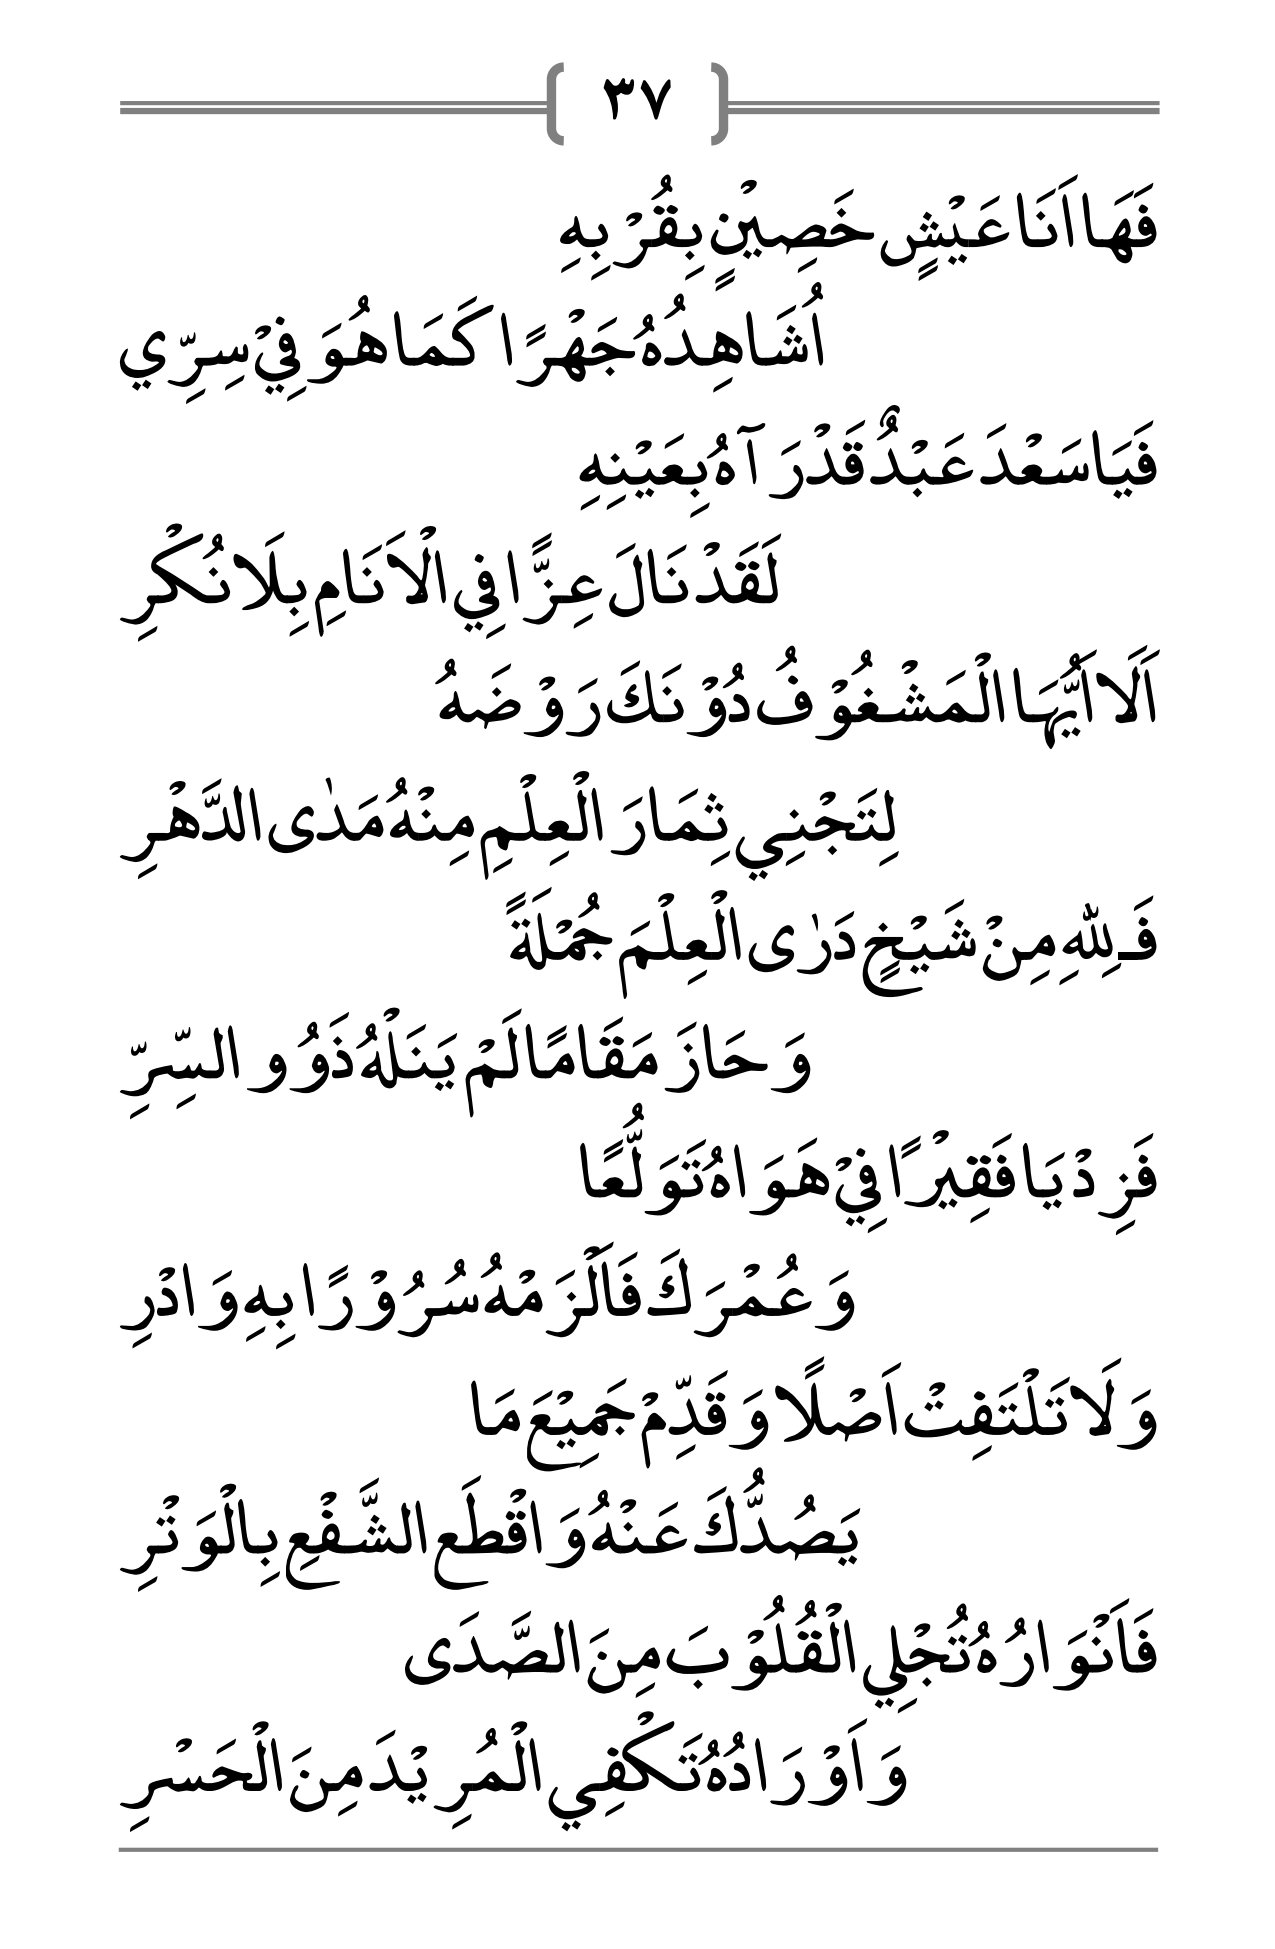 ٣٧
فَهَا اَنَا عَيْشٍ خَصِيْنٍ بِقُرْبِهِ
اُشَاهِدُهُ جَهْرًا كَمَا هُوَ فِيْ سِرِّي
فَيَا سَعْدَ عَبْدٌ قَدْ رَآهُ بِعَيْنِهِ
لَقَدْ نَالَ عِزًّا فِي الْاَنَامِ بِلَا نُكْرِ
اَلَا اَيُّهَا الْمَشْغُوْفُ دُوْنَكَ رَوْضَهُ
لِتَجْنِي ثِمَارَ الْعِلْمِ مِنْهُ مَدٰى الدَّهْرِ
فَـلِلّٰهِ مِنْ شَيْخٍ دَرٰى الْعِلْمَ جُمْلَةً
وَحَازَ مَقَامًا لَمْ يَنَلْهُ ذَوُو السِّرِّ
فَزِدْ يَا فَقِيْرًا فِيْ هَوَاهُ تَوَلُّعًا
وَعُمْرَكَ فَاَلْزَمْهُ سُرُوْرًا بِهِ وَادْرِ
وَلَا تَلْتَفِتْ اَصْلًا وَقَدِّمْ جَمِيْعَ مَا
يَصُدُّكَ عَنْهُ وَاقْطَع الشَّفْعِ بِالْوَتْرِ
فَاَنْوَارُهُ تُجْلِي الْقُلُوْبَ مِنَ الصَّدَى
وَاَوْرَادُهُ تَكْفِي الْمُرِيْدَ مِنَ الْحَسْرِ